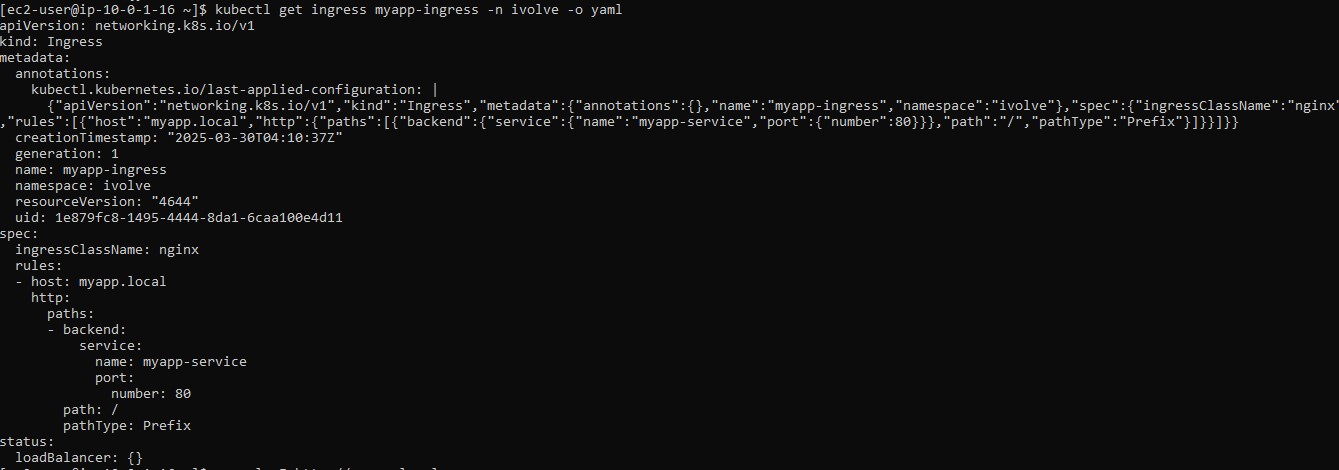 [ec2-user@ip-10-0-1-16 ~]$ kubectl get ingress myapp-ingress -n ivolve -o yaml
apiVersion: networking.k8s.io/v1
kind: Ingress
metadata:
  annotations:
    kubectl.kubernetes.io/last-applied-configuration: |
      {"apiVersion":"networking.k8s.io/v1","kind":"Ingress","metadata":{"annotations":{},"name":"myapp-ingress","namespace":"ivolve"},"spec":{"ingressClassName":"nginx"
,"rules":[{"host":"myapp.local","http":{"paths":[{"backend":{"service":{"name":"myapp-service","port":{"number":80}}},"path":"/","pathType":"Prefix"}]}}]}}
  creationTimestamp: "2025-03-30T04:10:37Z"
  generation: 1
  name: myapp-ingress
  namespace: ivolve
  resourceVersion: "4644"
  uid: 1e879fc8-1495-4444-8da1-6caa100e4d11
spec:
  ingressClassName: nginx
  rules:
  - host: myapp.local
    http:
      paths:
      - backend:
          service:
            name: myapp-service
            port:
              number: 80
        path: /
        pathType: Prefix
status:
  loadBalancer: {}